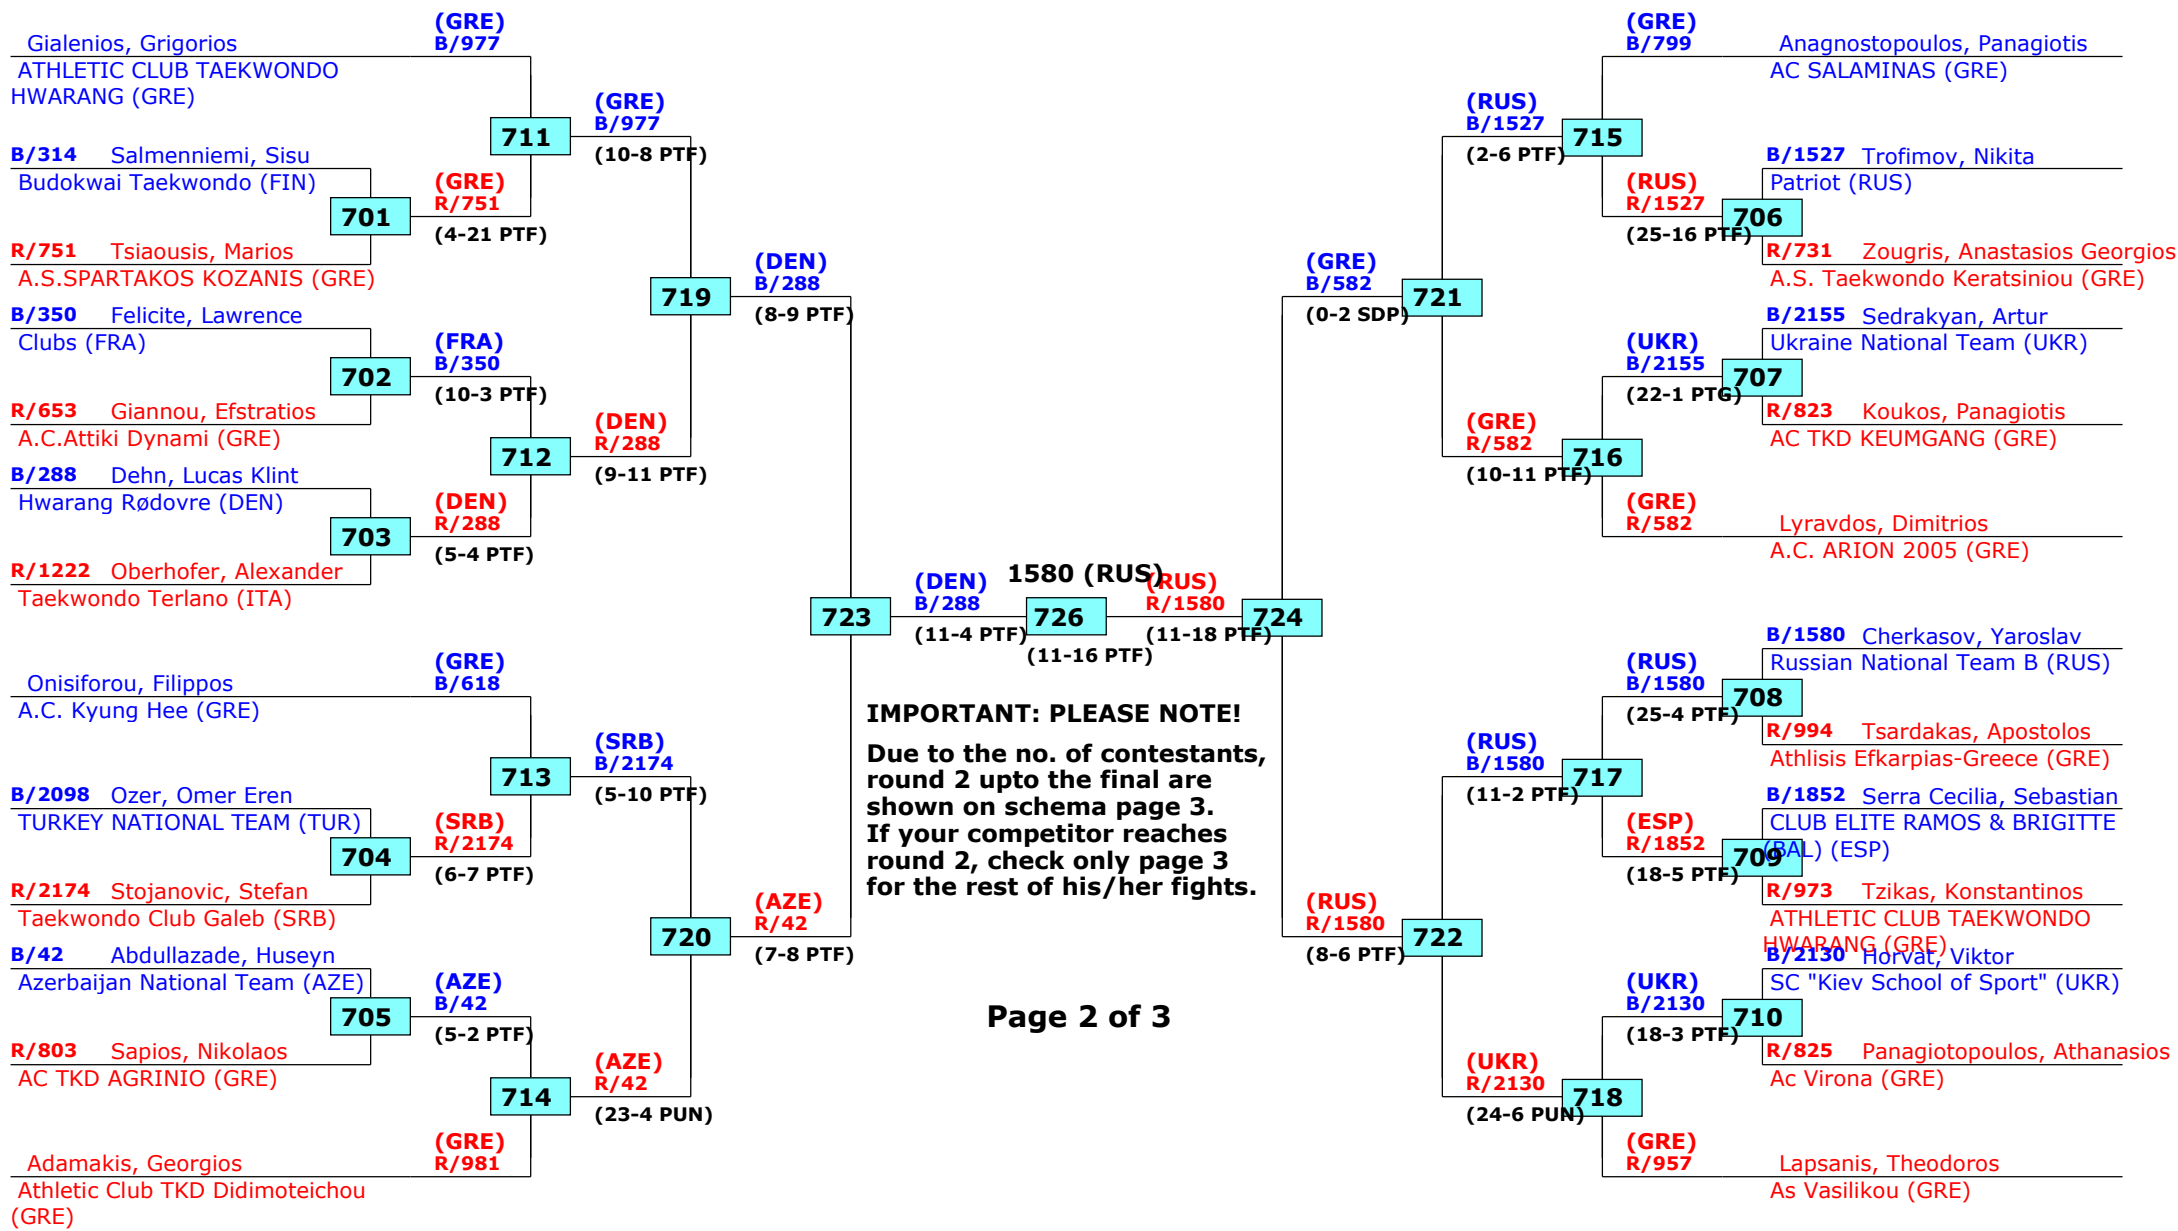 (GRE)
Gialenios, Grigorios B/977
ATHLETIC CLUB TAEKWONDO
HWARANG (GRE)
(GRE)
B/977
711
(10-8 PTF)
B/314 Salmenniemi, Sisu
Budokwai Taekwondo (FIN)
(GRE)
R/751
701
(4-21 PTF)
R/751 Tsiaousis, Marios
A.S.SPARTAKOS KOZANIS (GRE)
(DEN)
B/288
719
(8-9 PTF)
B/350 Felicite, Lawrence
Clubs (FRA)
(FRA)
B/350
702
(10-3 PTF)
R/653 Giannou, Efstratios
A.C.Attiki Dynami (GRE)
(DEN)
R/288
712
(9-11 PTF)
B/288 Dehn, Lucas Klint
Hwarang Rødovre (DEN)
(DEN)
R/288
703
(5-4 PTF)
R/1222 Oberhofer, Alexander
Taekwondo Terlano (ITA)
723
(DEN)
B/288
(11-4 PTF)
1580 (RUS)
726
(11-16 PTF)
(RUS)
R/1580
(11-18 PTF)
724
(GRE)
Onisiforou, Filippos B/618
A.C. Kyung Hee (GRE)
(SRB)
B/2174
713
(5-10 PTF)
B/2098 Ozer, Omer Eren
TURKEY NATIONAL TEAM (TUR)
(SRB)
R/2174
704
(6-7 PTF)
R/2174 Stojanovic, Stefan
Taekwondo Club Galeb (SRB)
(AZE)
R/42
720
(7-8 PTF)
B/42 Abdullazade, Huseyn
Azerbaijan National Team (AZE)
(AZE)
B/42
705
(5-2 PTF)
R/803 Sapios, Nikolaos
AC TKD AGRINIO (GRE)
(AZE)
R/42
714
(23-4 PUN)
(GRE)
Adamakis, Georgios R/981
Athletic Club TKD Didimoteichou
(GRE)
IMPORTANT: PLEASE NOTE!
Due to the no. of contestants,
round 2 upto the final are
shown on schema page 3.
If your competitor reaches
round 2, check only page 3
for the rest of his/her fights.
Page 2 of 3
(GRE)
B/799 Anagnostopoulos, Panagiotis
AC SALAMINAS (GRE)
(RUS)
B/1527
715
(2-6 PTF)
B/1527 Trofimov, Nikita
Patriot (RUS)
(RUS)
R/1527
706
(25-16 PTF)
R/731 Zougris, Anastasios Georgios
A.S. Taekwondo Keratsiniou (GRE)
(GRE)
B/582
721
(0-2 SDP)
B/2155 Sedrakyan, Artur
Ukraine National Team (UKR)
(UKR)
B/2155
707
(22-1 PTG)
R/823 Koukos, Panagiotis
AC TKD KEUMGANG (GRE)
(GRE)
R/582
716
(10-11 PTF)
(GRE)
R/582 Lyravdos, Dimitrios
A.C. ARION 2005 (GRE)
B/1580 Cherkasov, Yaroslav
Russian National Team B (RUS)
(RUS)
B/1580
708
(25-4 PTF)
R/994 Tsardakas, Apostolos
Athlisis Efkarpias-Greece (GRE)
(RUS)
B/1580
717
(11-2 PTF)
B/1852 Serra Cecilia, Sebastian
CLUB ELITE RAMOS & BRIGITTE
(BAL) (ESP)
(ESP)
R/1852
709
(18-5 PTF)
R/973 Tzikas, Konstantinos
ATHLETIC CLUB TAEKWONDO
HWARANG (GRE)
(RUS)
R/1580
722
(8-6 PTF)
B/2130 Horvat, Viktor
SC "Kiev School of Sport" (UKR)
(UKR)
B/2130
710
(18-3 PTF)
R/825 Panagiotopoulos, Athanasios
Ac Virona (GRE)
(UKR)
R/2130
718
(24-6 PUN)
(GRE)
R/957 Lapsanis, Theodoros
As Vasilikou (GRE)